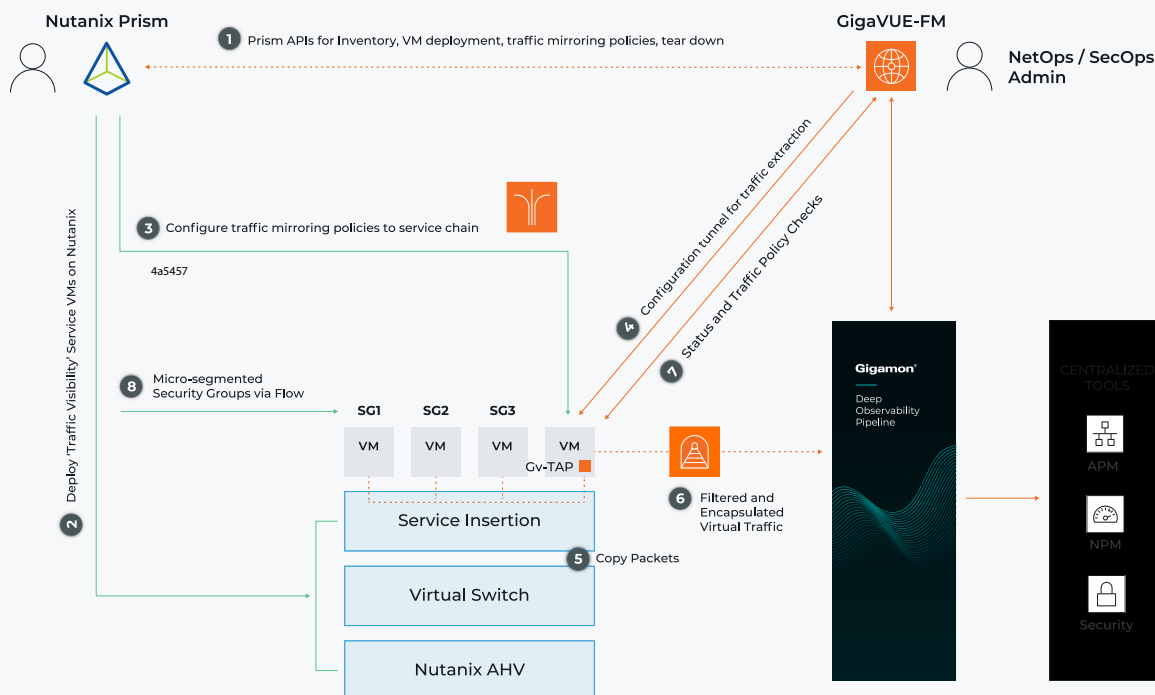 Nutanix Prism
GigaVUE-FM
1 Prism APIs for Inventory, VM deployment, traffic mirroring policies, tear down
NetOps / SecOps
Admin
2 Deploy 'Traffic Visibility' Service VMs on Nutanix
3 Configure traffic mirroring policies to service chain
4a5457
4 Configuration tunnel for traffic extraction
7 Status and Traffic Policy Checks
8 Micro-segmented
Security Groups via Flow
SG1 SG2 SG3
VM VM VM VM
Gv-TAP
6 Filtered and
Encapsulated
Virtual Traffic
Service Insertion
5 Copy Packets
Virtual Switch
Nutanix AHV
Gigamon®
Deep
Observability
Pipeline
CENTRALIZED
TOOLS
APM
NPM
Security